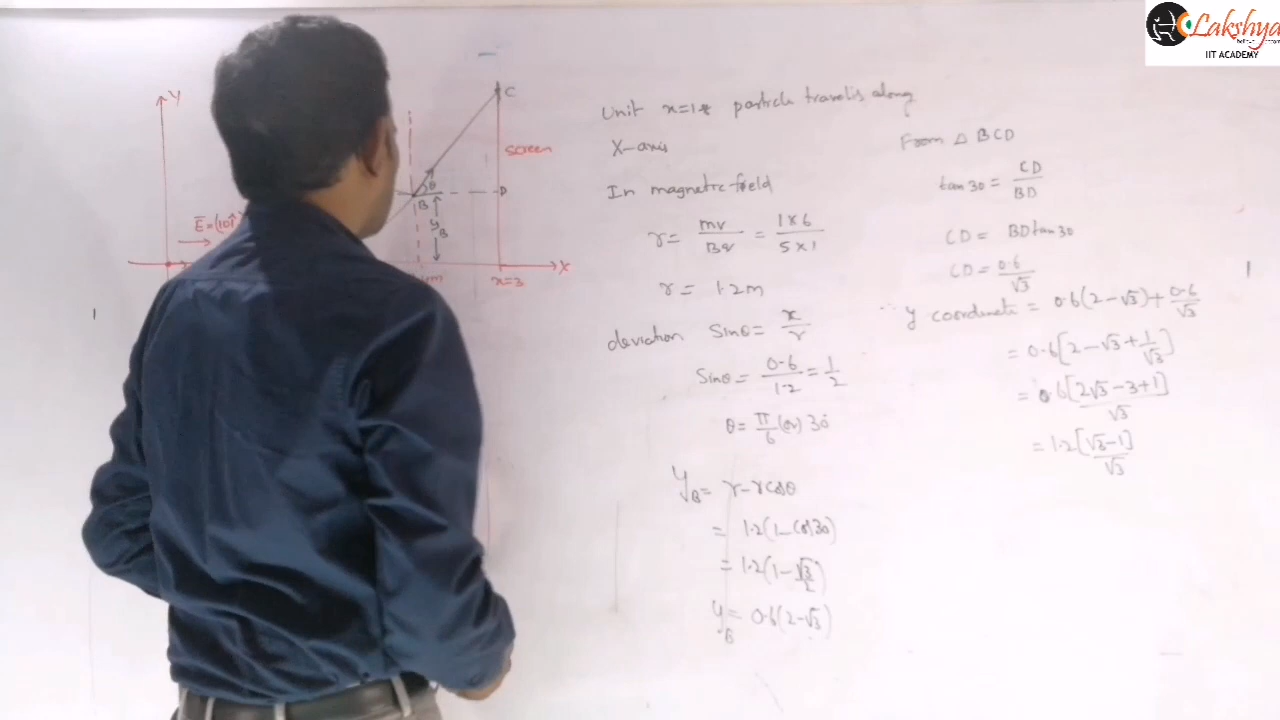 Lakshya
IIT ACADEMY
Y
C
screen
θ
B
D
y_B
X
x=3
Unit x=1 particle travels along
X-axis
In magnetic field
r = mv/Bq = 1×6/5×1
r = 1.2m
deviation Sinθ = x/r
Sinθ = 0.6/1.2 = 1/2
θ = π/6 (or) 30°
y_B = r-rcosθ
= 1.2(1-Cos30)
= 1.2(1-√3/2)
y_B = 0.6(2-√3)
From △ BCD
tan30 = CD/BD
CD = BDtan30
CD = 0.6/√3
∴ y coordinate = 0.6(2-√3)+0.6/√3
= 0.6[2-√3+1/√3]
= 0.6[2√3-3+1]/√3
= 1.2[√3-1]/√3